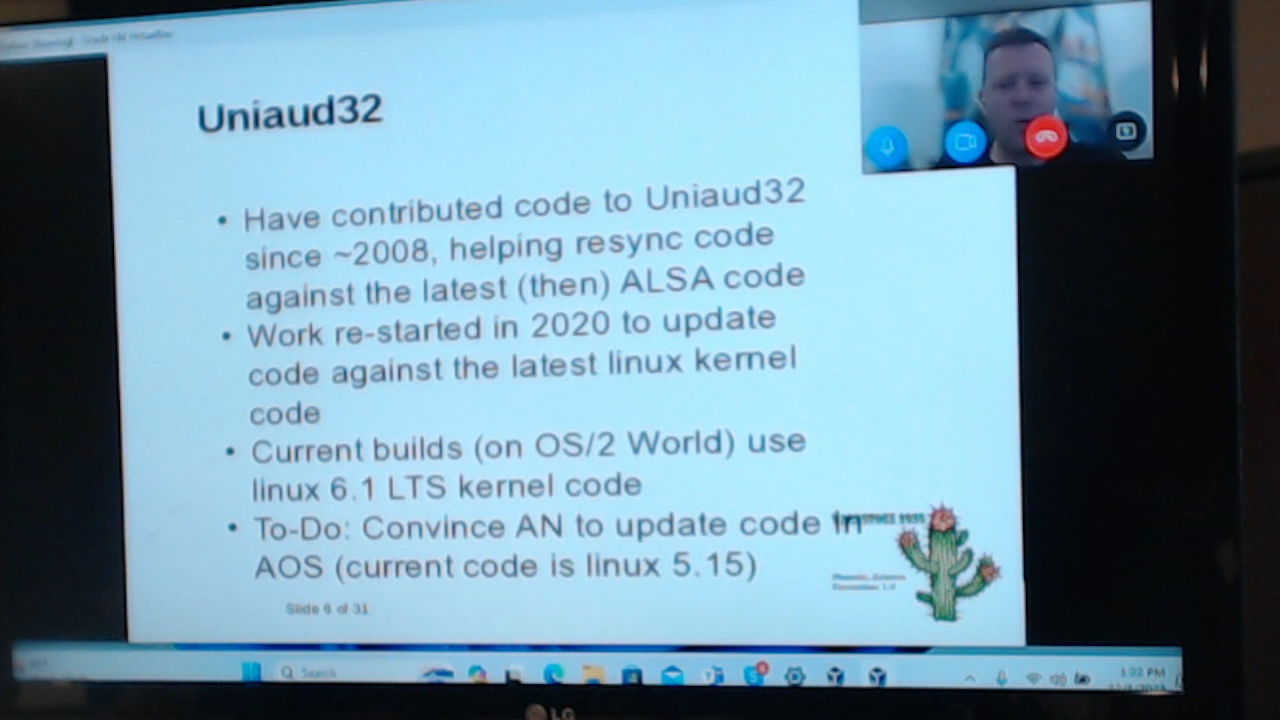 Uniaud32
• Have contributed code to Uniaud32
since ~2008, helping resync code
against the latest (then) ALSA code
• Work re-started in 2020 to update
code against the latest linux kernel
code
• Current builds (on OS/2 World) use
linux 6.1 LTS kernel code
• To-Do: Convince AN to update code in
AOS (current code is linux 5.15)
Slide 6 of 31
Search
1:32 PM
LG